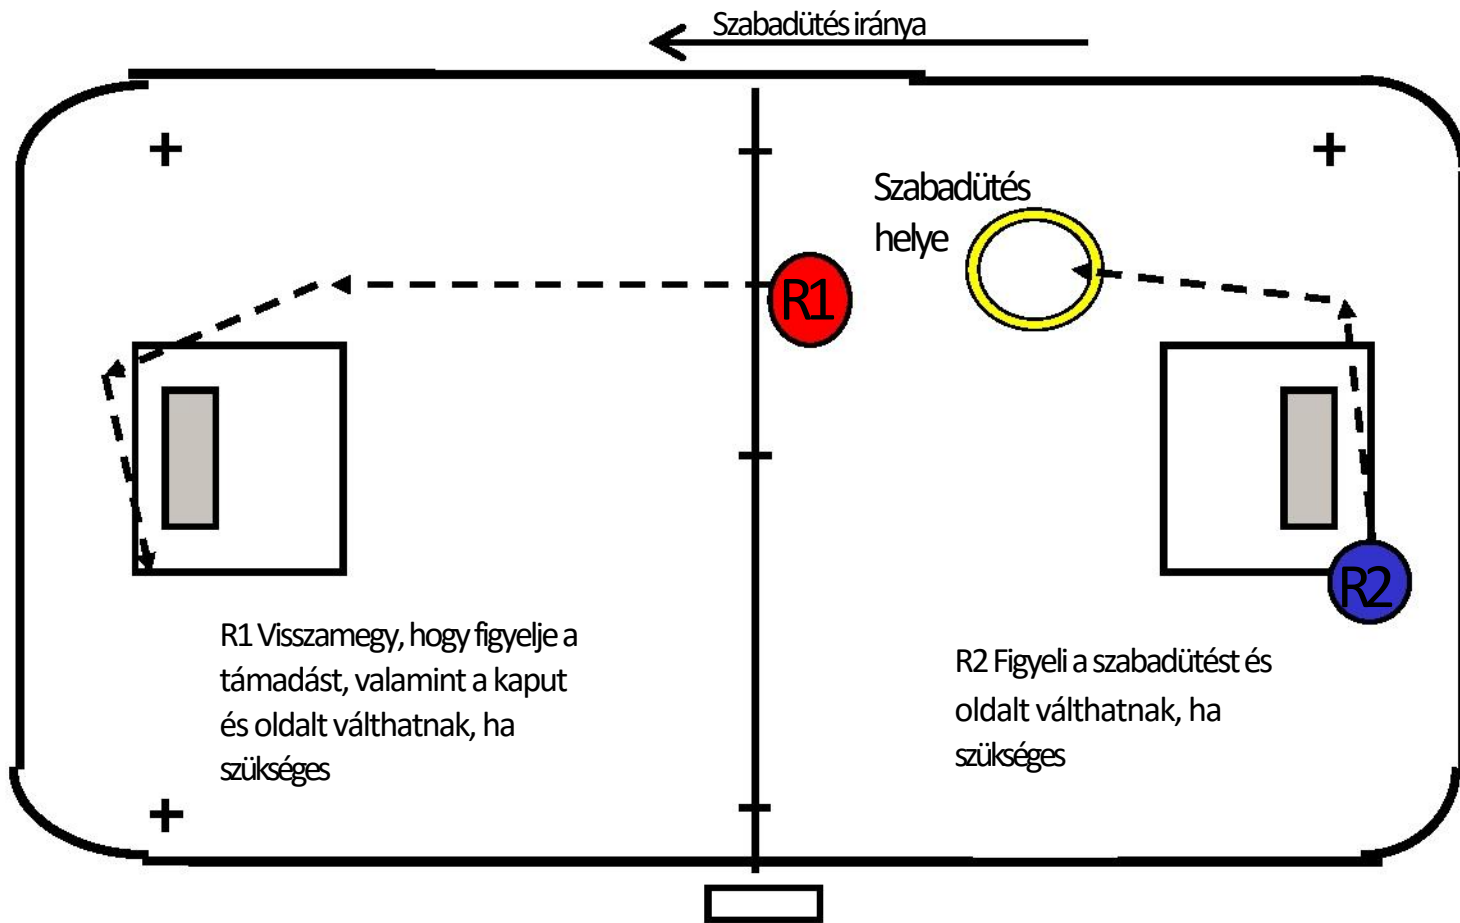 Szabadütés iránya
Szabadütés
helye
R1
R2
R1 Visszamegy, hogy figyelje a
támadást, valamint a kaput
és oldalt válthatnak, ha
szükséges
R2 Figyeli a szabadütést és
oldalt válthatnak, ha
szükséges